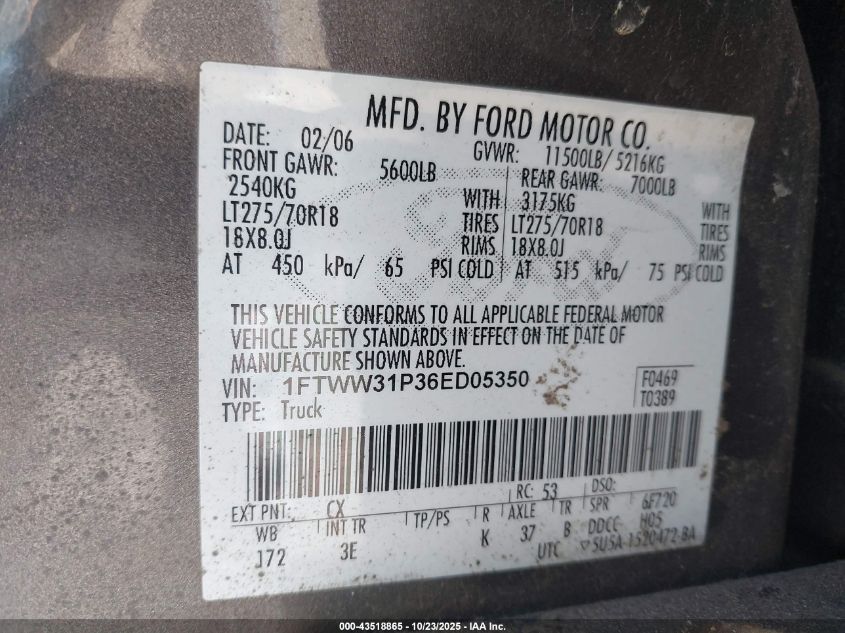 MFD. BY FORD MOTOR CO.
DATE: 02/06 GVWR: 11500LB/ 5216KG
FRONT GAWR: 5600LB REAR GAWR: 7000LB
2540KG WITH 3175KG WITH
LT275/70R18 TIRES LT275/70R18 TIRES
18X8.0J RIMS 18X8.0J RIMS
AT 450 kPa/ 65 PSI COLD AT 515 kPa/ 75 PSI COLD
THIS VEHICLE CONFORMS TO ALL APPLICABLE FEDERAL MOTOR
VEHICLE SAFETY STANDARDS IN EFFECT ON THE DATE OF
MANUFACTURE SHOWN ABOVE.
VIN: 1FTWW31P36ED05350 F0469
TYPE: Truck T0389
EXT PNT: CX RC: 53 DSO:
WB INT TR TP/PS R AXLE TR SPR 6F720
172 3E K 37 B DDCC H05
UTC ▽5U5A-1520472-BA
000-43518865 - 10/23/2025 - IAA Inc.